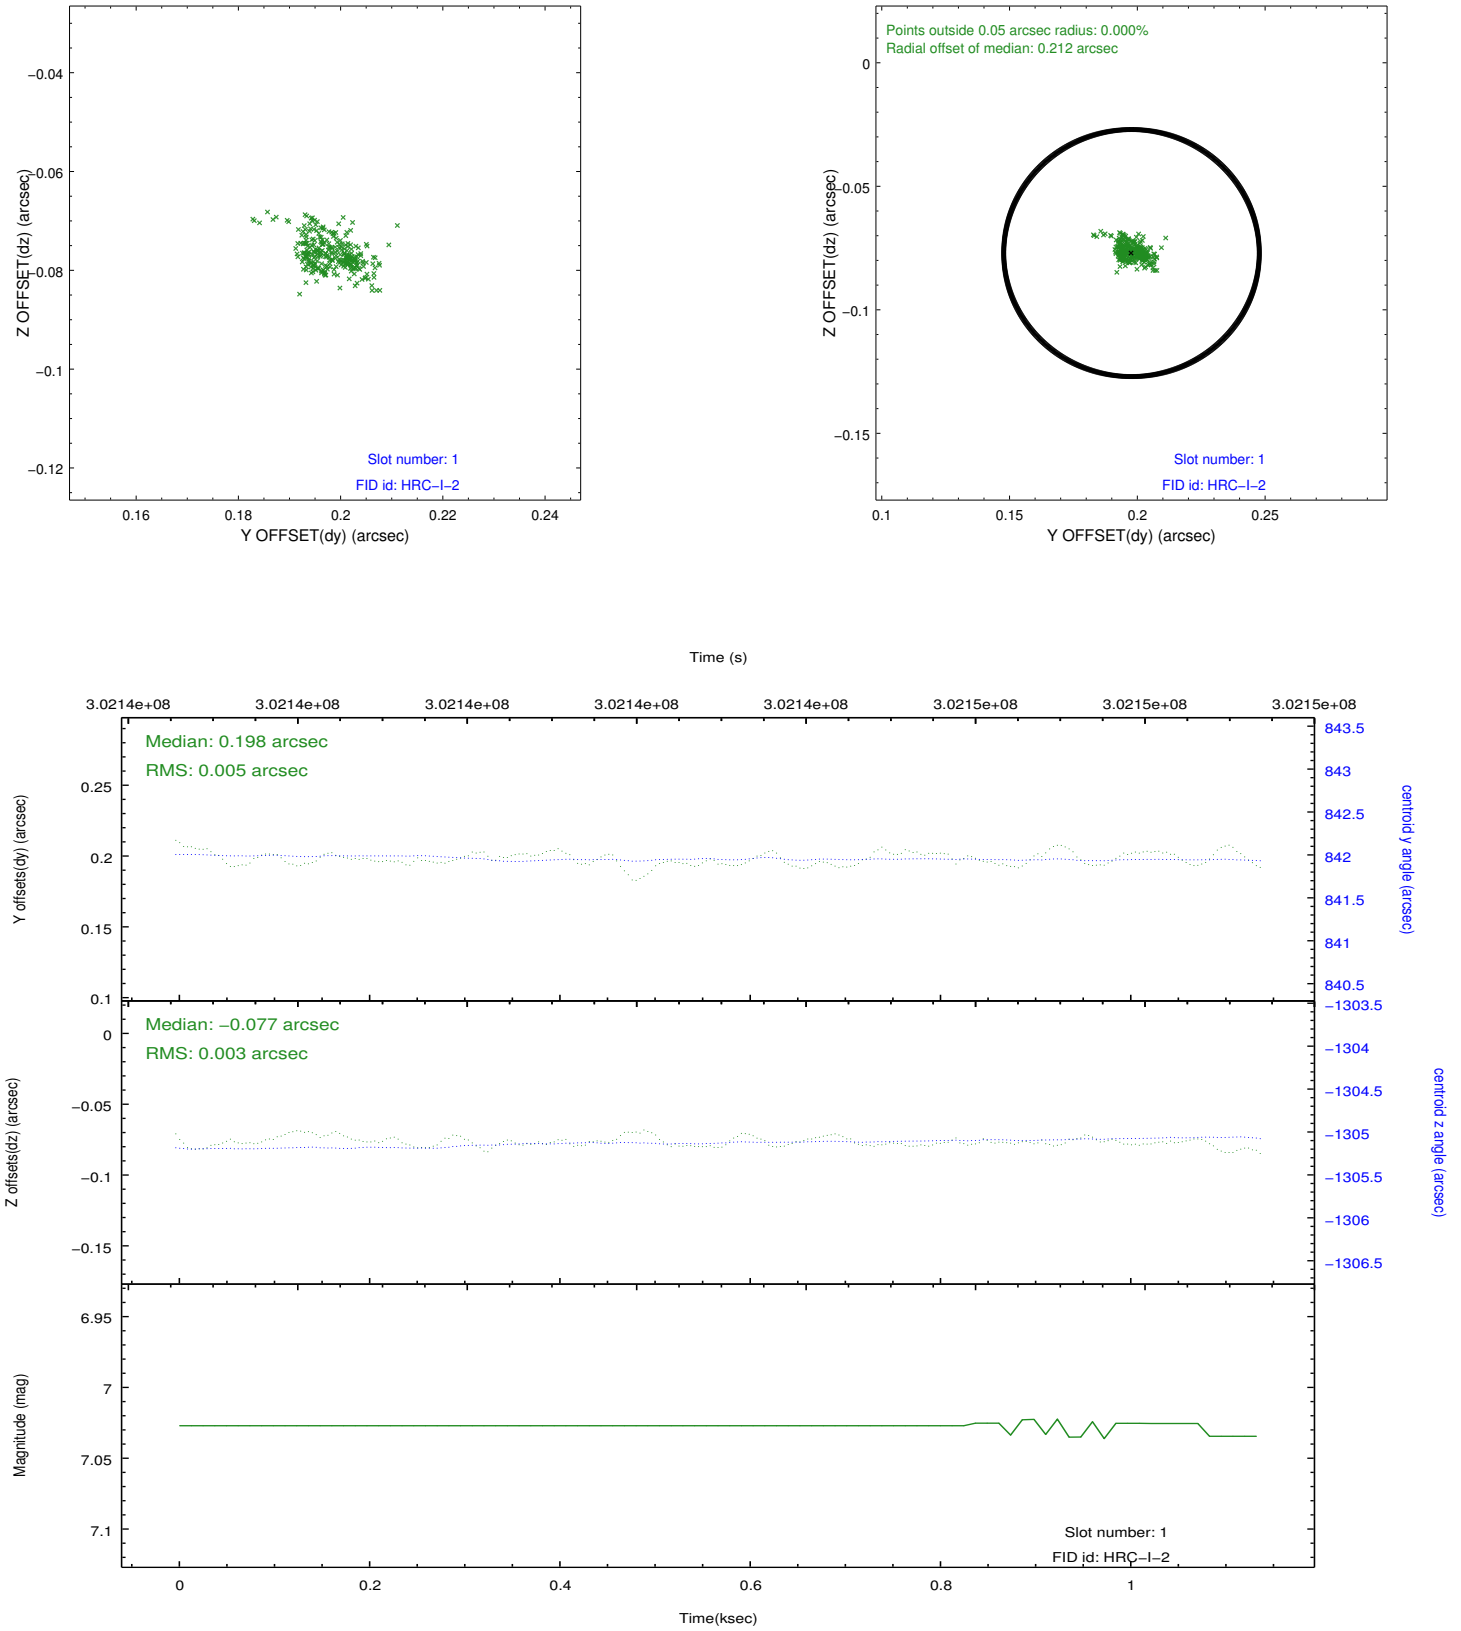 −0.04
−0.06
−0.08
−0.1
−0.12
Z OFFSET(dz) (arcsec)
0.16 0.18 0.2 0.22 0.24
Y OFFSET(dy) (arcsec)
Slot number: 1
FID id: HRC−I−2
Points outside 0.05 arcsec radius: 0.000%
Radial offset of median: 0.212 arcsec
0
−0.05
−0.1
−0.15
Z OFFSET(dz) (arcsec)
Slot number: 1
FID id: HRC−I−2
0.1 0.15 0.2 0.25
Y OFFSET(dy) (arcsec)
Time (s)
3.0214e+08 3.0214e+08 3.0214e+08 3.0214e+08 3.0214e+08 3.0215e+08 3.0215e+08 3.0215e+08
Median: 0.198 arcsec
RMS: 0.005 arcsec
0.25
0.2
0.15
0.1
Y offsets(dy) (arcsec)
843.5
843
842.5
842
841.5
841
840.5
centroid y angle (arcsec)
Median: −0.077 arcsec
RMS: 0.003 arcsec
0
−0.05
−0.1
−0.15
Z offsets(dz) (arcsec)
−1303.5
−1304
−1304.5
−1305
−1305.5
−1306
−1306.5
centroid z angle (arcsec)
6.95
7
7.05
7.1
Magnitude (mag)
Slot number: 1
FID id: HRC−I−2
0 0.2 0.4 0.6 0.8 1
Time(ksec)